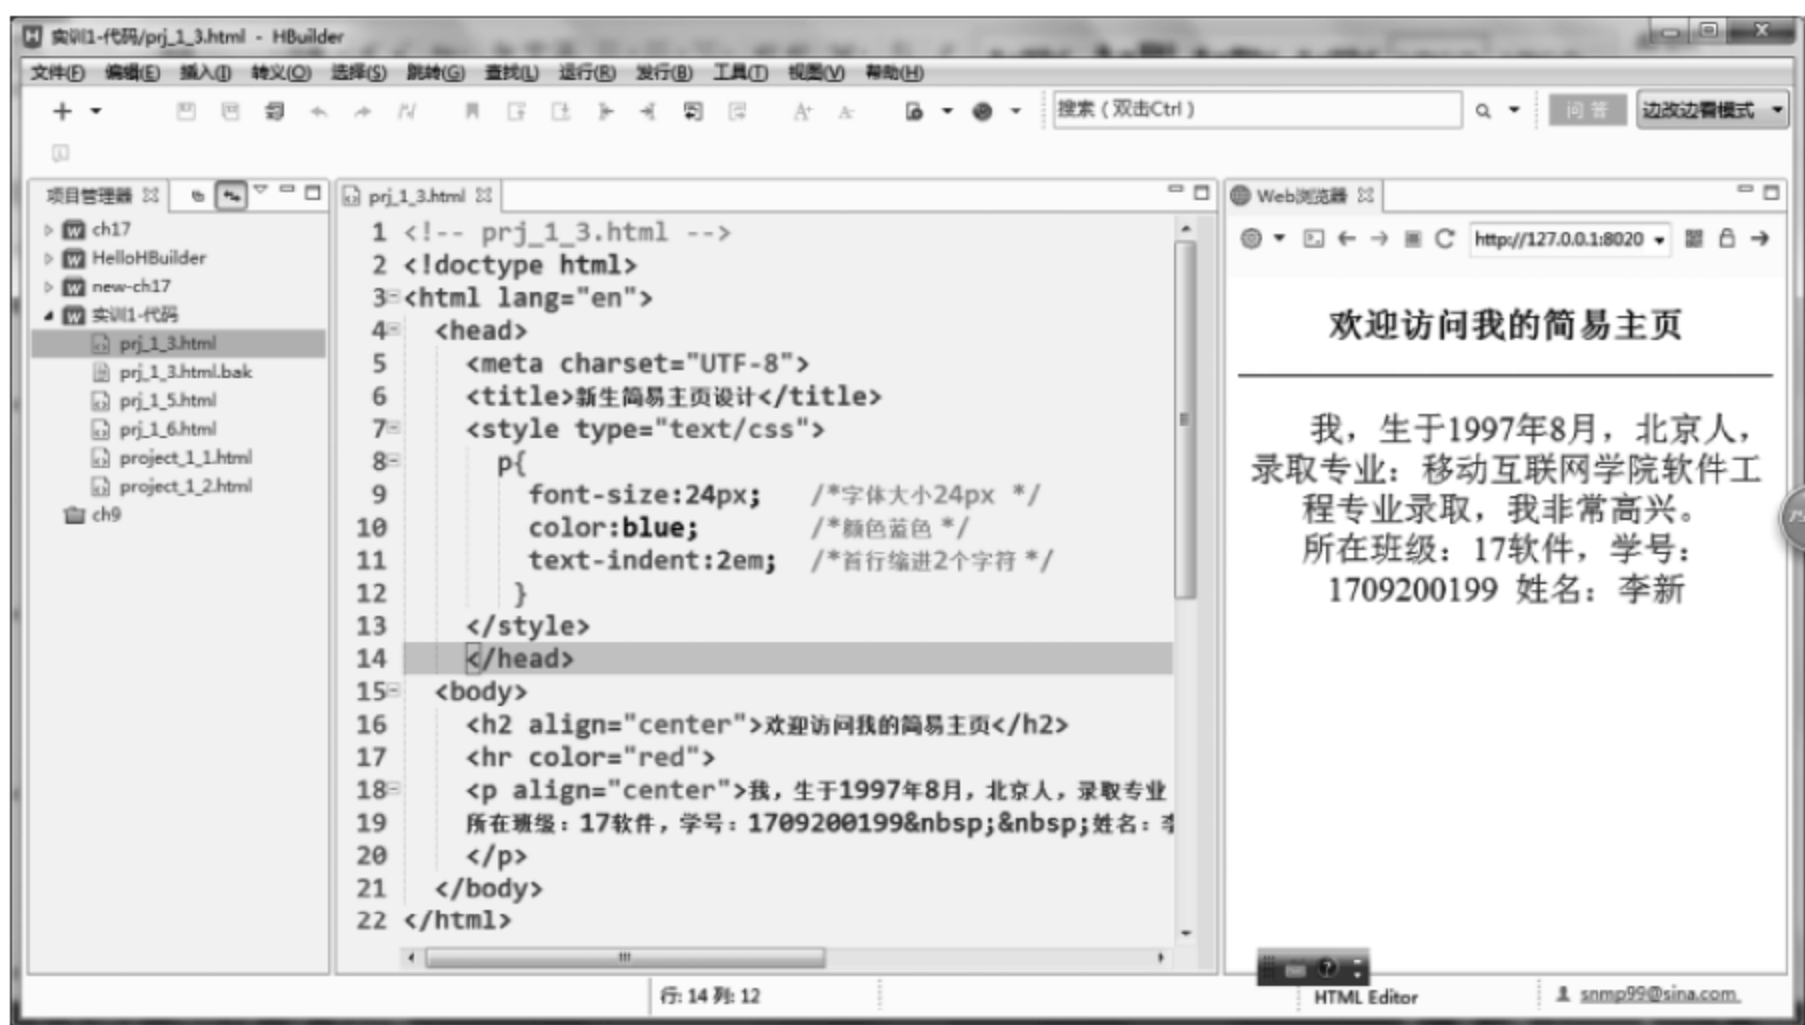 实训1-代码/prj_1_3.html - HBuilder
文件(F) 编辑(E) 插入(I) 转义(O) 选择(S) 跳转(G) 查找(L) 运行(R) 发行(B) 工具(T) 视图(V) 帮助(H)
搜索(双击Ctrl)
问答
边改边看模式
项目管理器
ch17
HelloHBuilder
new-ch17
实训1-代码
prj_1_3.html
prj_1_3.html.bak
prj_1_5.html
prj_1_6.html
project_1_1.html
project_1_2.html
ch9
prj_1_3.html
1 <!-- prj_1_3.html -->
2 <!doctype html>
3 <html lang="en">
4 <head>
5 <meta charset="UTF-8">
6 <title>新生简易主页设计</title>
7 <style type="text/css">
8 p{
9 font-size:24px; /*字体大小24px */
10 color:blue; /*颜色蓝色 */
11 text-indent:2em; /*首行缩进2个字符 */
12 }
13 </style>
14 </head>
15 <body>
16 <h2 align="center">欢迎访问我的简易主页</h2>
17 <hr color="red">
18 <p align="center">我，生于1997年8月，北京人，录取专业
19 所在班级：17软件，学号：1709200199&nbsp;&nbsp;姓名：李
20 </p>
21 </body>
22 </html>
Web浏览器
http://127.0.0.1:8020
欢迎访问我的简易主页
我，生于1997年8月，北京人，
录取专业：移动互联网学院软件工
程专业录取，我非常高兴。
所在班级：17软件，学号：
1709200199 姓名：李新
行: 14 列: 12
HTML Editor
snmp99@sina.com